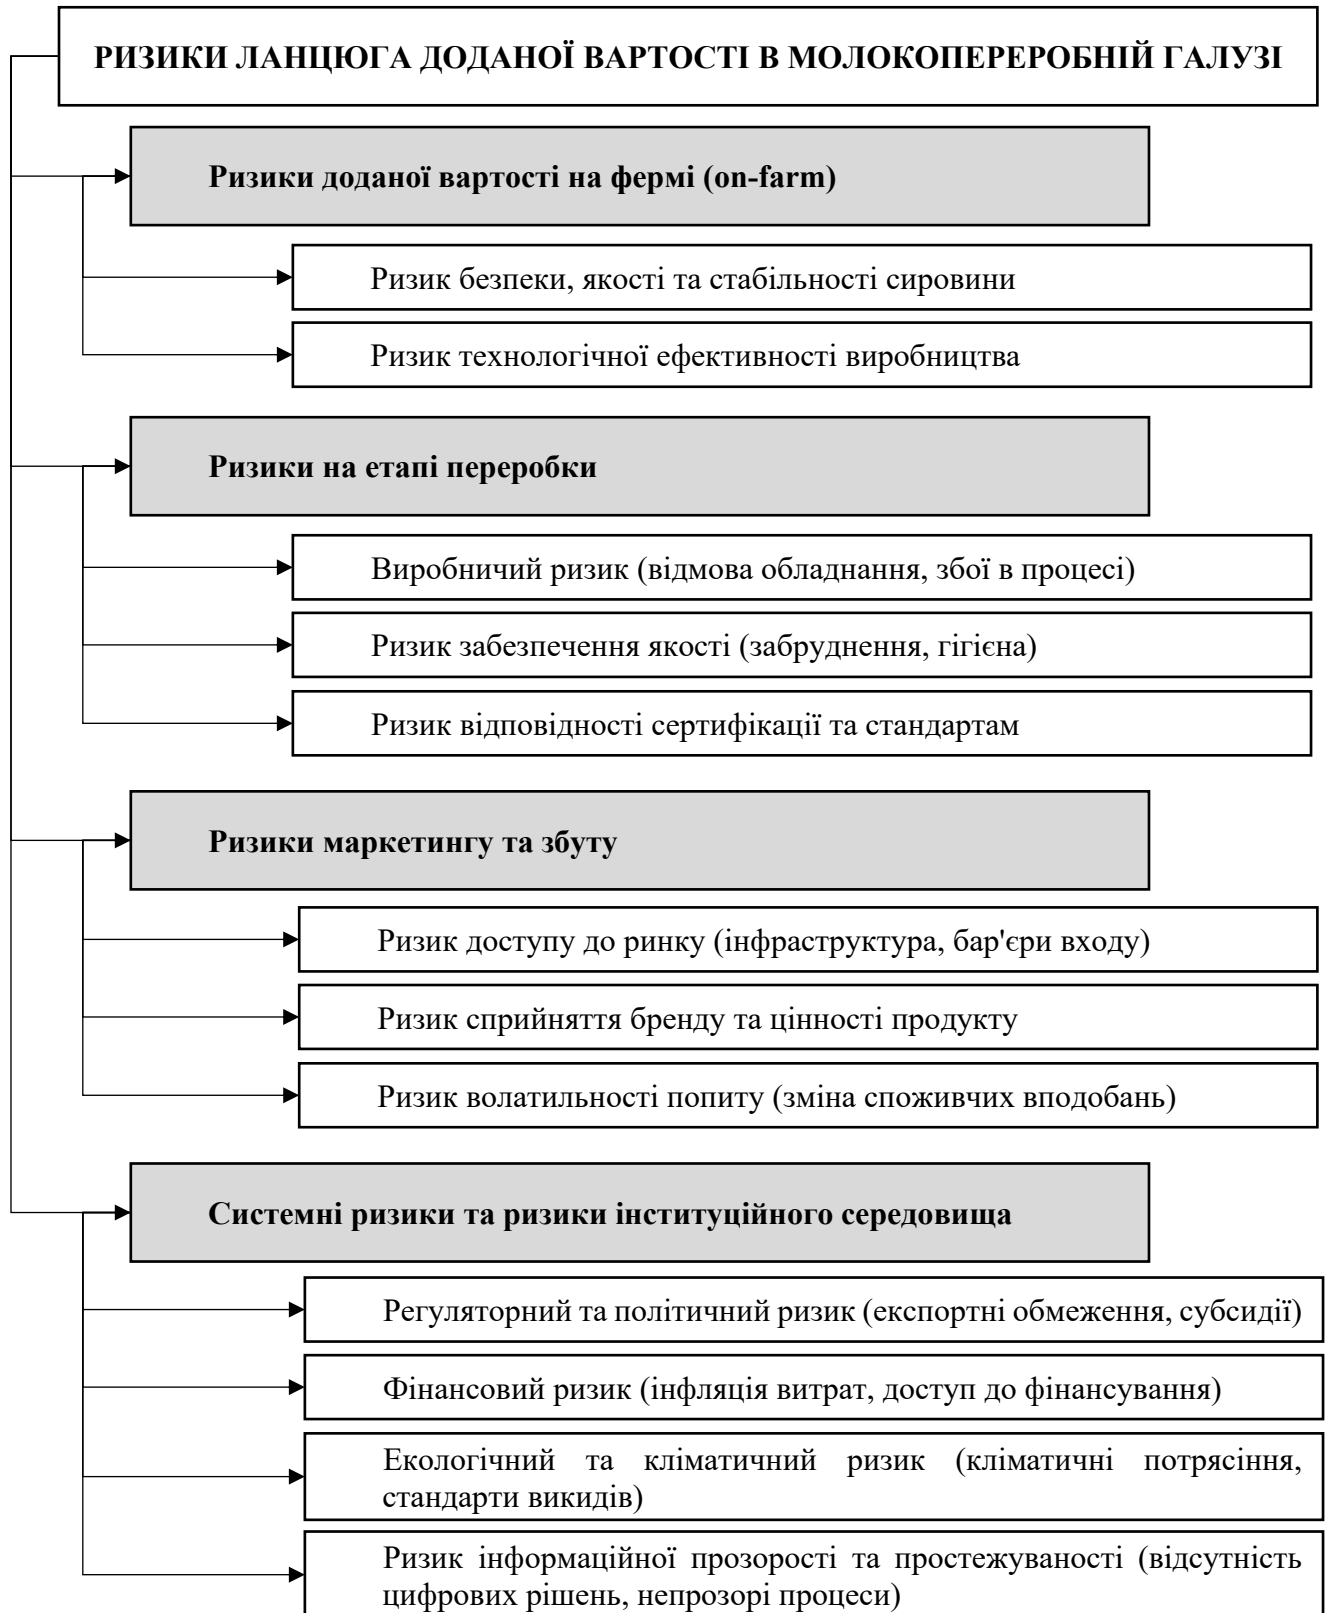 РИЗИКИ ЛАНЦЮГА ДОДАНОЇ ВАРТОСТІ В МОЛОКОПЕРЕРОБНІЙ ГАЛУЗІ
Ризики доданої вартості на фермі (on-farm)
Ризик безпеки, якості та стабільності сировини
Ризик технологічної ефективності виробництва
Ризики на етапі переробки
Виробничий ризик (відмова обладнання, збої в процесі)
Ризик забезпечення якості (забруднення, гігієна)
Ризик відповідності сертифікації та стандартам
Ризики маркетингу та збуту
Ризик доступу до ринку (інфраструктура, бар'єри входу)
Ризик сприйняття бренду та цінності продукту
Ризик волатильності попиту (зміна споживчих вподобань)
Системні ризики та ризики інституційного середовища
Регуляторний та політичний ризик (експортні обмеження, субсидії)
Фінансовий ризик (інфляція витрат, доступ до фінансування)
Екологічний та кліматичний ризик (кліматичні потрясіння,
стандарти викидів)
Ризик інформаційної прозорості та простежуваності (відсутність
цифрових рішень, непрозорі процеси)